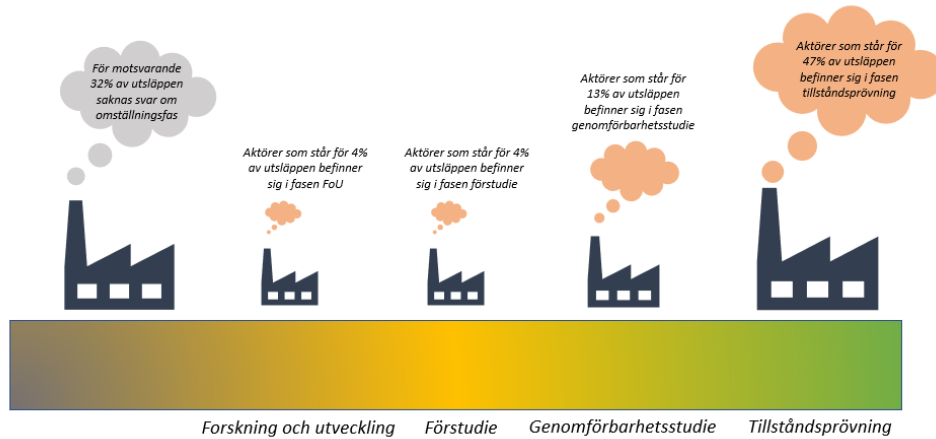 För motsvarande
32% av utsläppen
saknas svar om
omställningsfas
Aktörer som står för 4%
av utsläppen befinner
sig i fasen FoU
Aktörer som står för 4%
av utsläppen befinner
sig i fasen förstudie
Aktörer som står för
13% av utsläppen
befinner sig i fasen
genomförbarhetsstudie
Aktörer som står för
47% av utsläppen
befinner sig i fasen
tillståndsprövning
Forskning och utveckling
Förstudie
Genomförbarhetsstudie
Tillståndsprövning